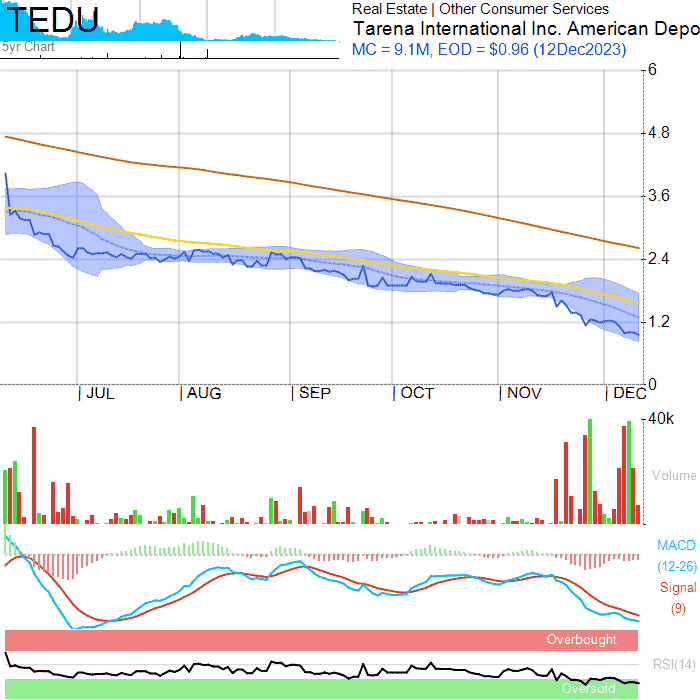 TEDU
Real Estate | Other Consumer Services
Tarena International Inc. American Depo
MC = 9.1M, EOD = $0.96 (12Dec2023)
5yr Chart
6
4.8
3.6
2.4
1.2
0
JUL
AUG
SEP
OCT
NOV
DEC
40k
Volume
MACD
(12-26)
Signal
(9)
Overbought
RSI(14)
Oversold